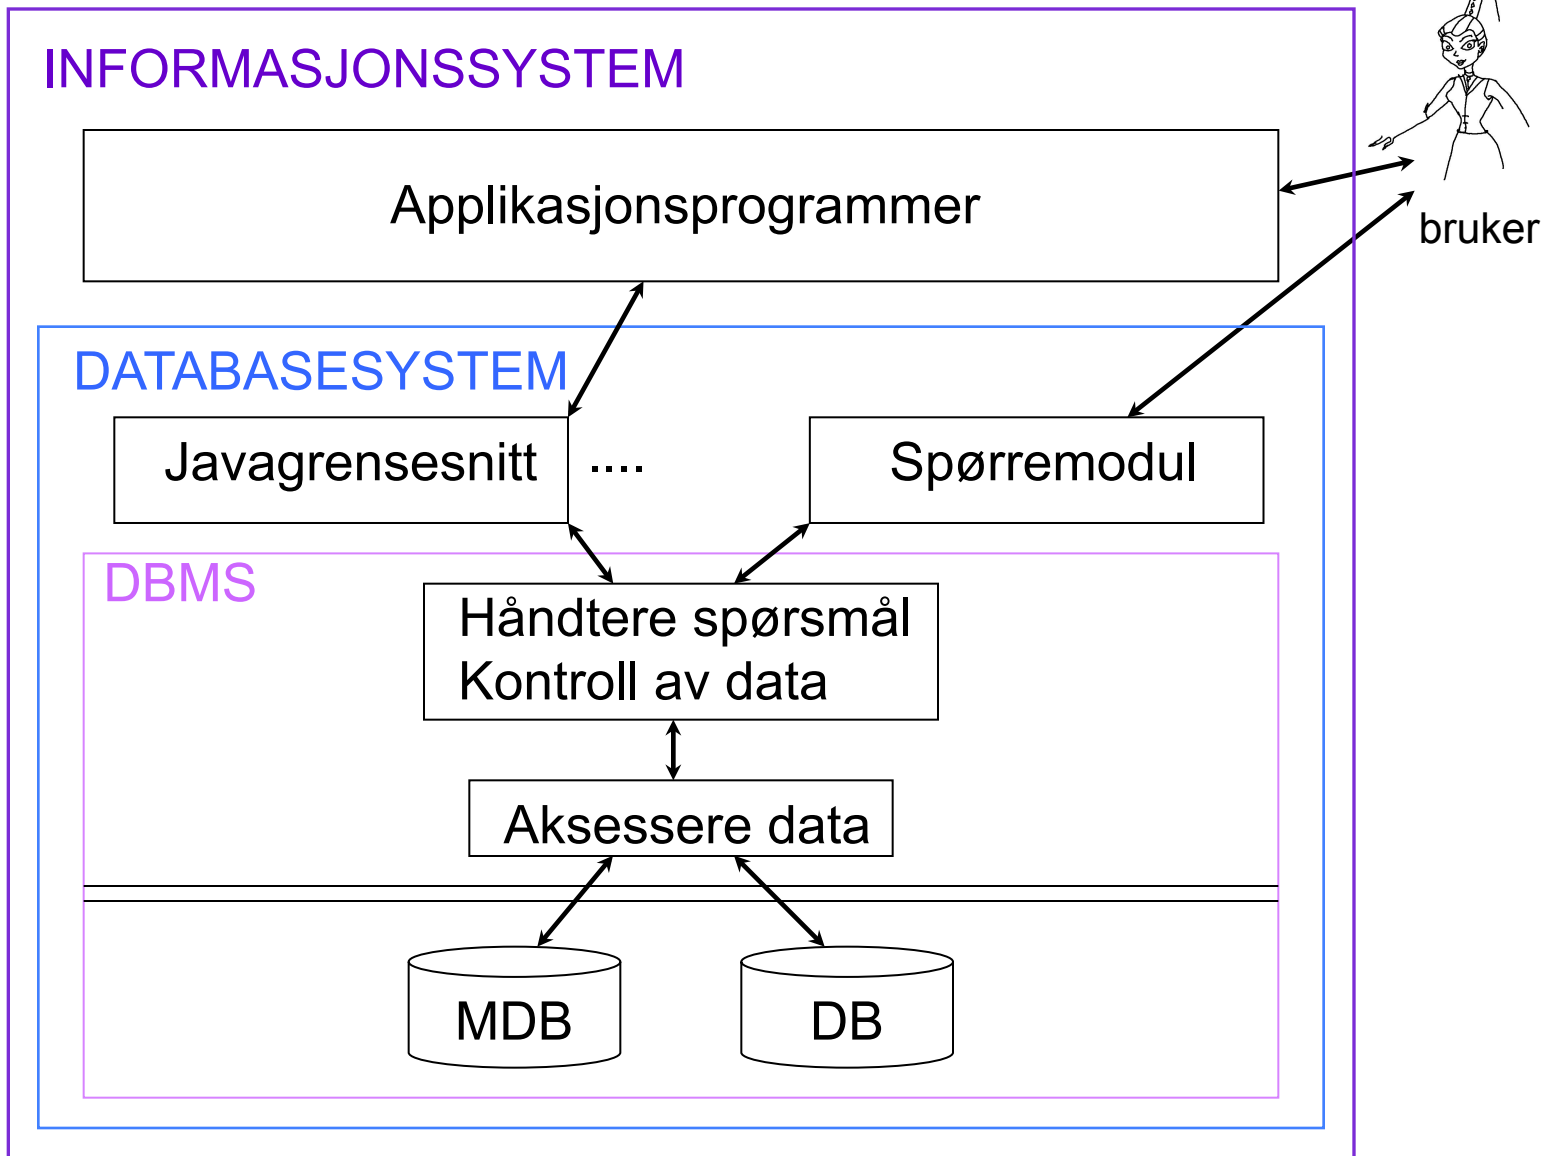 INFORMASJONSSYSTEM
Applikasjonsprogrammer
bruker
DATABASESYSTEM
Javagrensesnitt .... Spørremodul
DBMS
Håndtere spørsmål
Kontroll av data
Aksessere data
MDB DB